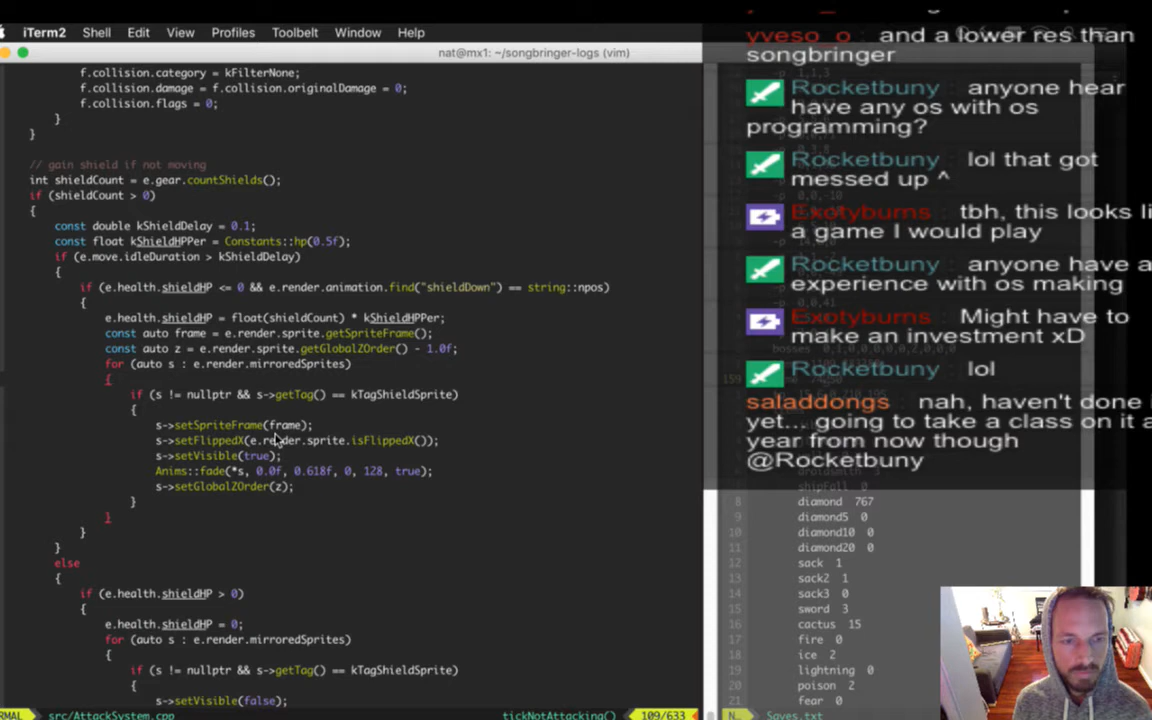 iTerm2 Shell Edit View Profiles Toolbelt Window Help
nat@mx1: ~/songbringer-logs (vim)
f.collision.category = kFilterNone;
f.collision.damage = f.collision.originalDamage = 0;
f.collision.flags = 0;
}
}
// gain shield if not moving
int shieldCount = e.gear.countShields();
if (shieldCount > 0)
{
const double kShieldDelay = 0.1;
const float kShieldHPPer = Constants::hp(0.5f);
if (e.move.idleDuration > kShieldDelay)
{
if (e.health.shieldHP <= 0 && e.render.animation.find("shieldDown") == string::npos)
{
e.health.shieldHP = float(shieldCount) * kShieldHPPer;
const auto frame = e.render.sprite.getSpriteFrame();
const auto z = e.render.sprite.getGlobalZOrder() - 1.0f;
for (auto s : e.render.mirroredSprites)
{
if (s != nullptr && s->getTag() == kTagShieldSprite)
{
s->setSpriteFrame(frame);
s->setFlippedX(e.render.sprite.isFlippedX());
s->setVisible(true);
Anims::fade(*s, 0.0f, 0.618f, 0, 128, true);
s->setGlobalZOrder(z);
}
}
}
}
else
{
if (e.health.shieldHP > 0)
{
e.health.shieldHP = 0;
for (auto s : e.render.mirroredSprites)
{
if (s != nullptr && s->getTag() == kTagShieldSprite)
{
s->setVisible(false);
RMAL src/AttackSystem.cpp tickNotAttacking() 109/633
yveso_o and a lower res than
songbringer
Rocketbuny anyone hear
have any os with os
programming?
Rocketbuny lol that got
messed up ^
Exotyburns tbh, this looks li
a game I would play
Rocketbuny anyone have a
experience with os making
Exotyburns Might have to
make an investment xD
Rocketbuny lol
saladdongs nah, haven't done
yet... going to take a class on it a
year from now though
@Rocketbuny
shipFall 0
8 diamond 767
9 diamond5 0
10 diamond10 0
11 diamond20 0
12 sack 1
13 sack2 1
14 sack3 0
15 sword 3
16 cactus 15
17 fire 0
18 ice 2
19 lightning 0
20 poison 2
21 fear 0
N... Saves.txt